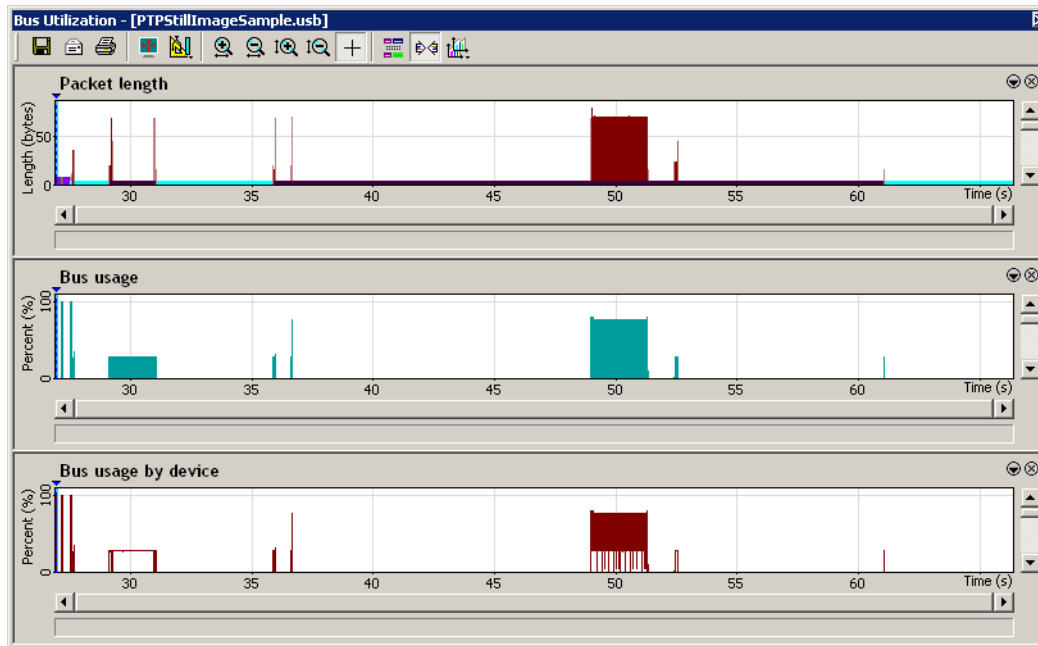 Bus Utilization - [PTPStillImageSample.usb]
Packet length
Length (bytes)
50
0
30 35 40 45 50 55 60 Time (s)
Bus usage
Percent (%)
100
0
30 35 40 45 50 55 60 Time (s)
Bus usage by device
Percent (%)
100
0
30 35 40 45 50 55 60 Time (s)